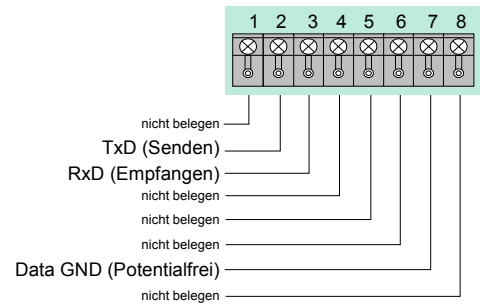 1 2 3 4 5 6 7 8
nicht belegen
TxD (Senden)
RxD (Empfangen)
nicht belegen
nicht belegen
nicht belegen
Data GND (Potentialfrei)
nicht belegen